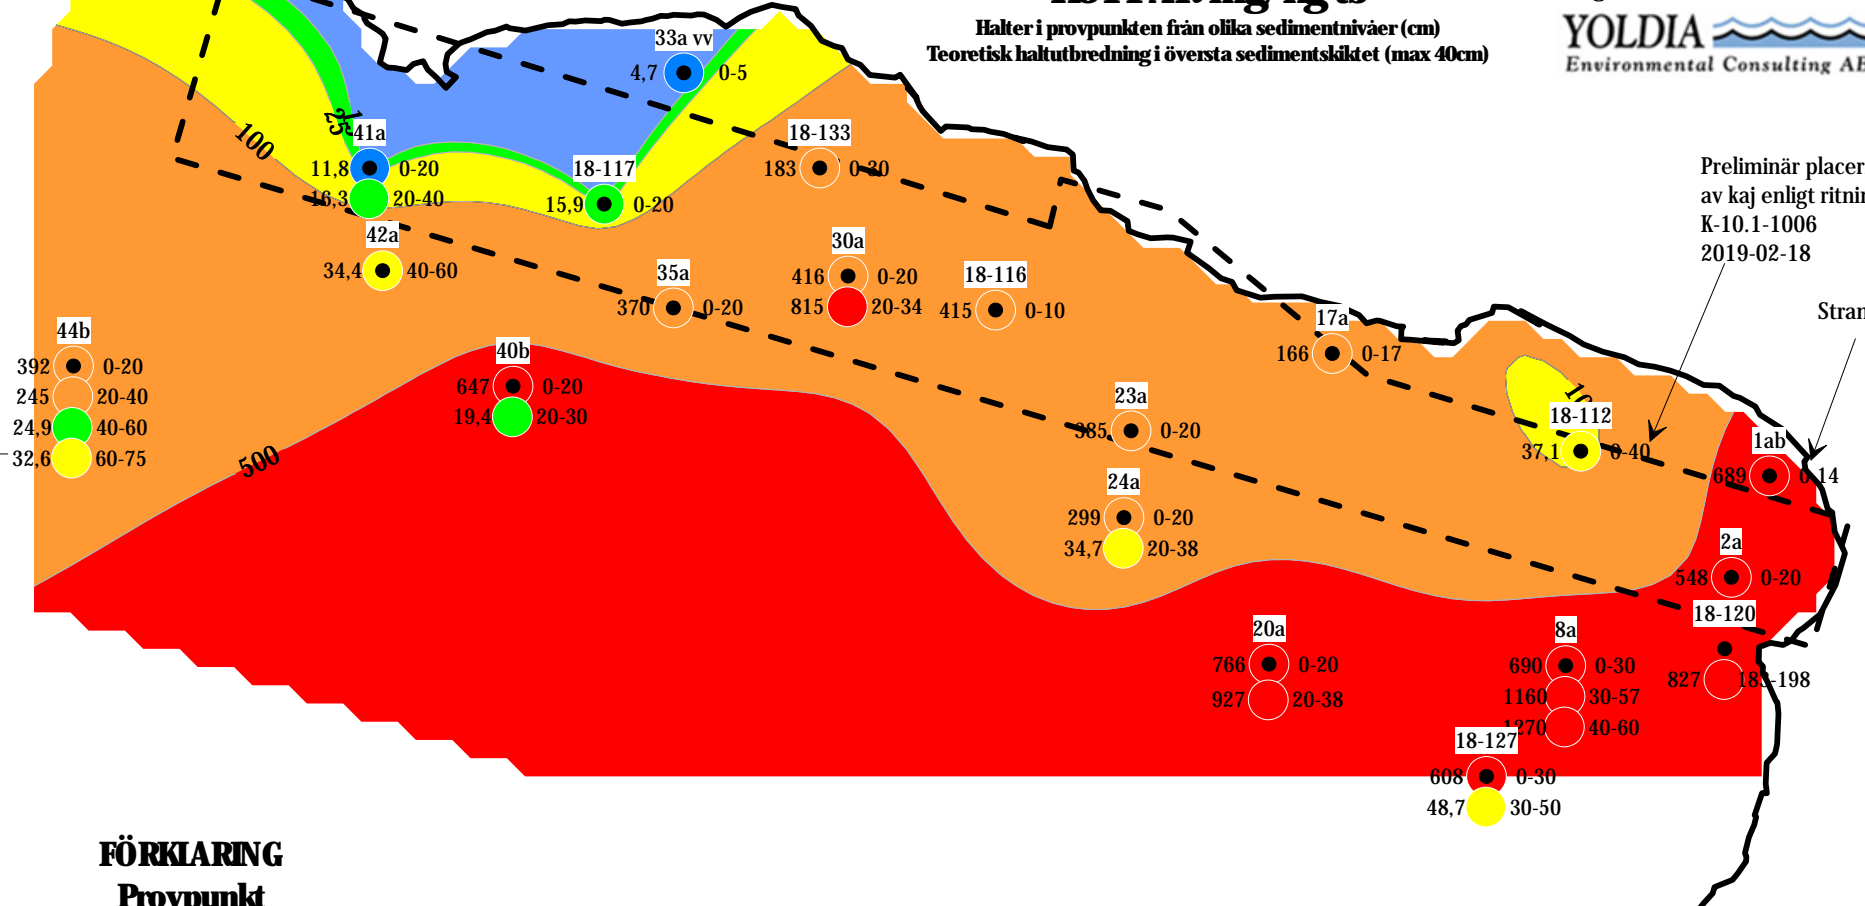 Halter i provpunkten från olika sedimentnivåer (cm)
Teoretisk haltutbredning i översta sedimentskiktet (max 40cm)
YOLDIA
Environmental Consulting AB
33a vv
4,7 0-5
100
25
41a
11,8 0-20
16,3 20-40
18-117
15,9 0-20
18-133
183 0-30
Preliminär placer
av kaj enligt ritnin
K-10.1-1006
2019-02-18
Stran
42a
34,4 40-60
35a
370 0-20
30a
416 0-20
815 20-34
18-116
415 0-10
17a
166 0-17
44b
392 0-20
245 20-40
24,9 40-60
32,6 60-75
40b
647 0-20
19,4 20-30
500
23a
385 0-20
18-112
37,1 0-40
1ab
689 0-14
24a
299 0-20
34,7 20-38
2a
548 0-20
18-120
827 183-198
20a
766 0-20
927 20-38
8a
690 0-30
1160 30-57
1270 40-60
18-127
608 0-30
48,7 30-50
FÖRKLARING
Provpunkt